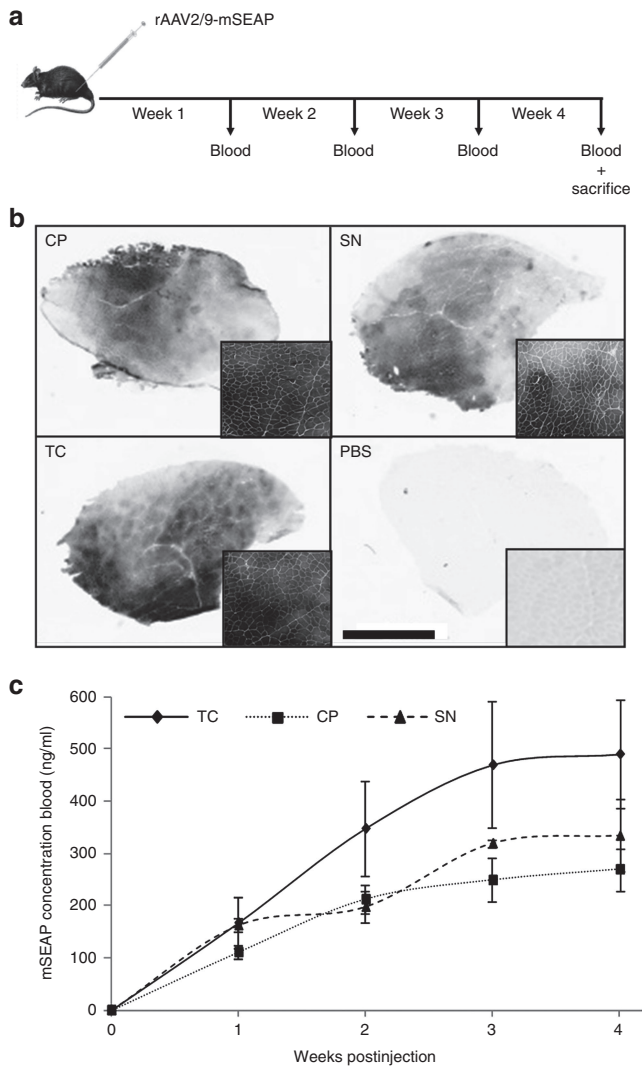 a
rAAV2/9-mSEAP
Week 1 Week 2 Week 3 Week 4
Blood Blood Blood Blood
+
sacrifice
b
CP
SN
TC
PBS
c
600
500
400
300
200
100
0
mSEAP concentration blood (ng/ml)
TC CP SN
0 1 2 3 4
Weeks postinjection